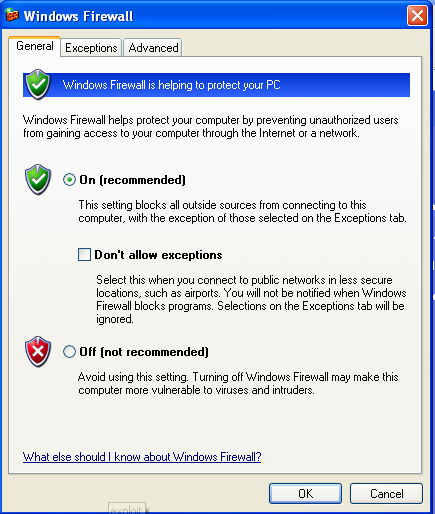 Windows Firewall
General
Exceptions
Advanced
Windows Firewall is helping to protect your PC
Windows Firewall helps protect your computer by preventing unauthorized users
from gaining access to your computer through the Internet or a network.
On (recommended)
This setting blocks all outside sources from connecting to this
computer, with the exception of those selected on the Exceptions tab.
Don't allow exceptions
Select this when you connect to public networks in less secure
locations, such as airports. You will not be notified when Windows
Firewall blocks programs. Selections on the Exceptions tab will be
ignored.
Off (not recommended)
Avoid using this setting. Turning off Windows Firewall may make this
computer more vulnerable to viruses and intruders.
What else should I know about Windows Firewall?
OK
Cancel
exploit